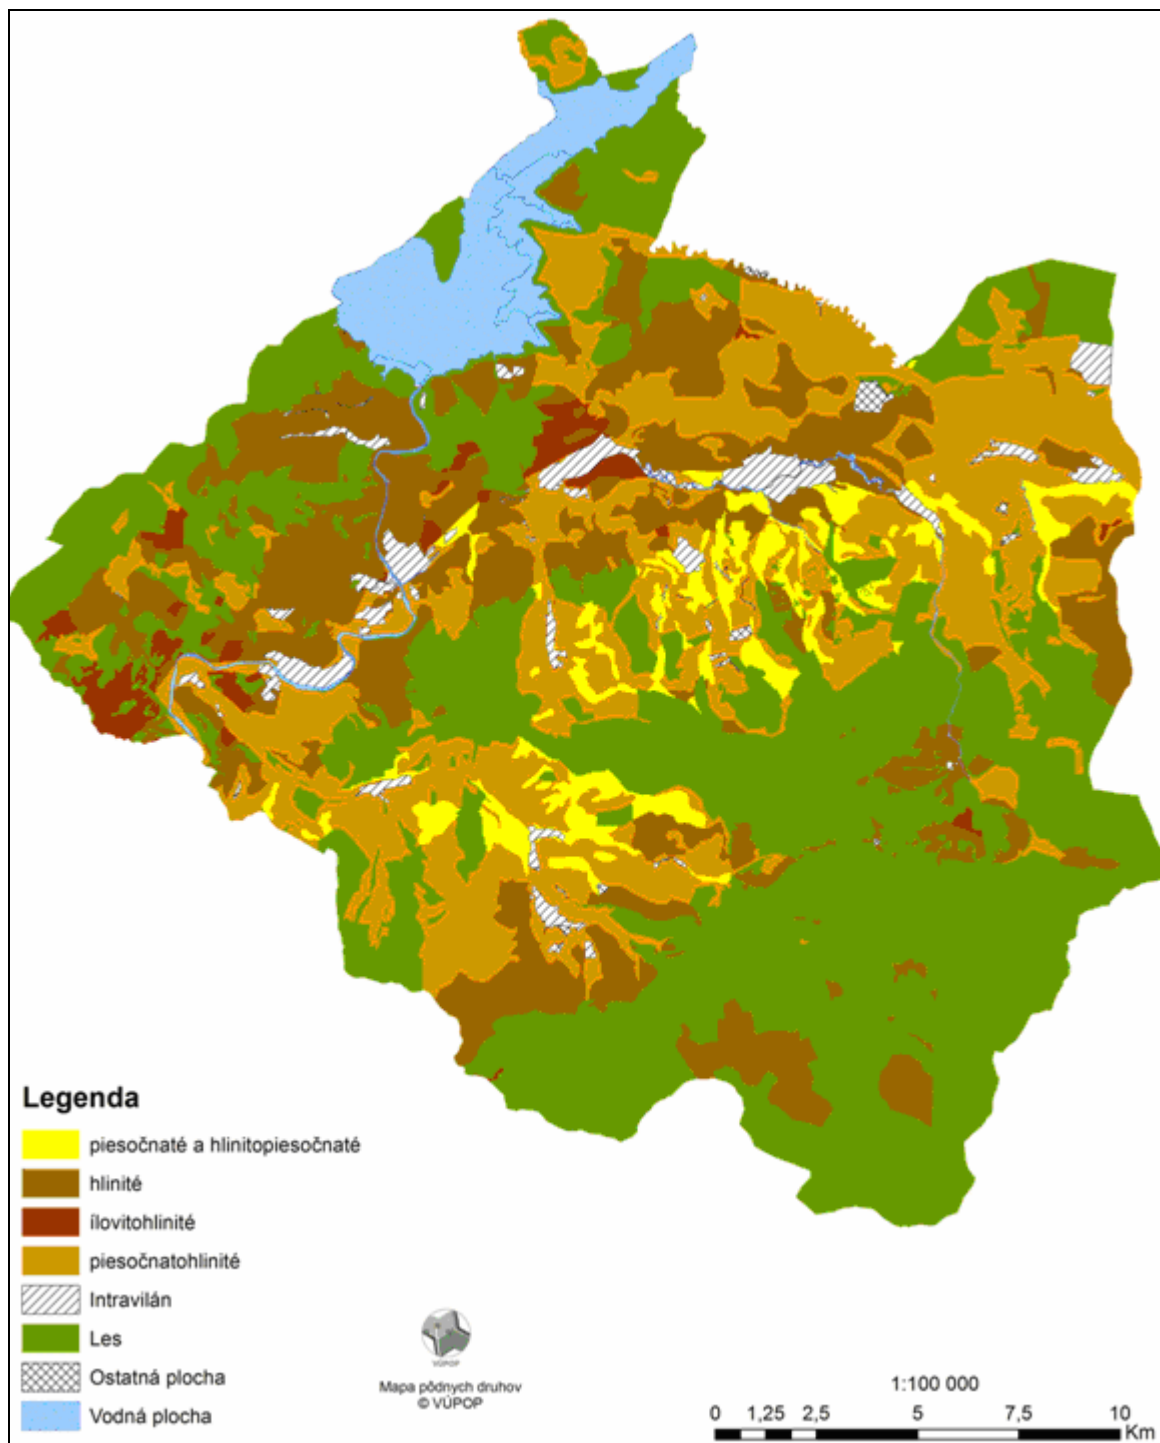 Legenda
piesočnaté a hlinitopiesočnaté
hlinité
ílovitohlinité
piesočnatohlinité
Intravilán
Les
Ostatná plocha
Vodná plocha
VÚPOP
Mapa pôdnych druhov
© VÚPOP
1:100 000
0 1,25 2,5 5 7,5 10
Km